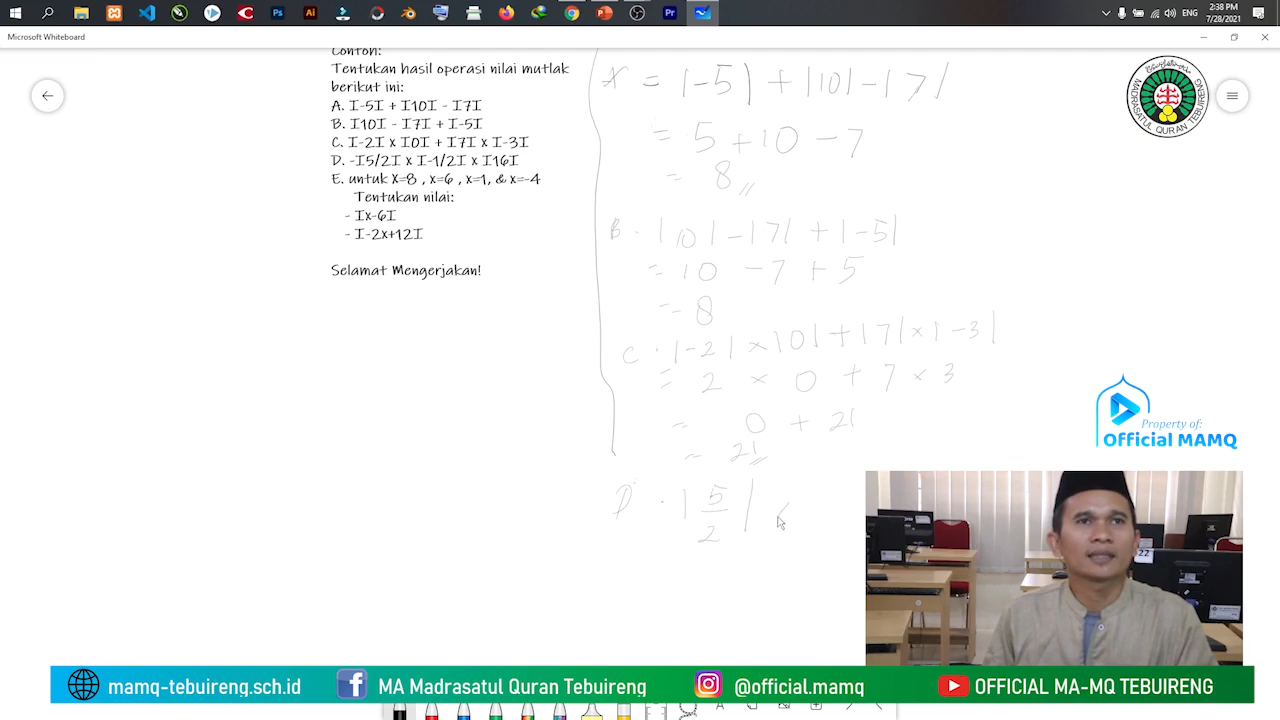 2:38 PM
ENG
7/28/2021
Microsoft Whiteboard
Contoh:
Tentukan hasil operasi nilai mutlak
berikut ini:
A. I-5I + I10I - I7I
B. I10I - I7I + I-5I
C. I-2I x I0I + I7I x I-3I
D. -I5/2I x I-1/2I x I16I
E. untuk X=8 , x=6 , x=1, & x=-4
Tentukan nilai:
- Ix-6I
- I-2x+12I
Selamat Mengerjakan!
= |-5| + |10| - |7|
= 5 + 10 - 7
= 8
B. |10| - |7| + |-5|
= 10 - 7 + 5
= 8
C. |-2| × |0| + |7| × |-3|
= 2 × 0 + 7 × 3
= 0 + 21
= 21
D. |5/2|
MADRASATUL QURAN TEBUIRENG
Property of:
Official MAMQ
22
mamq-tebuireng.sch.id
MA Madrasatul Quran Tebuireng
@official.mamq
OFFICIAL MA-MQ TEBUIRENG